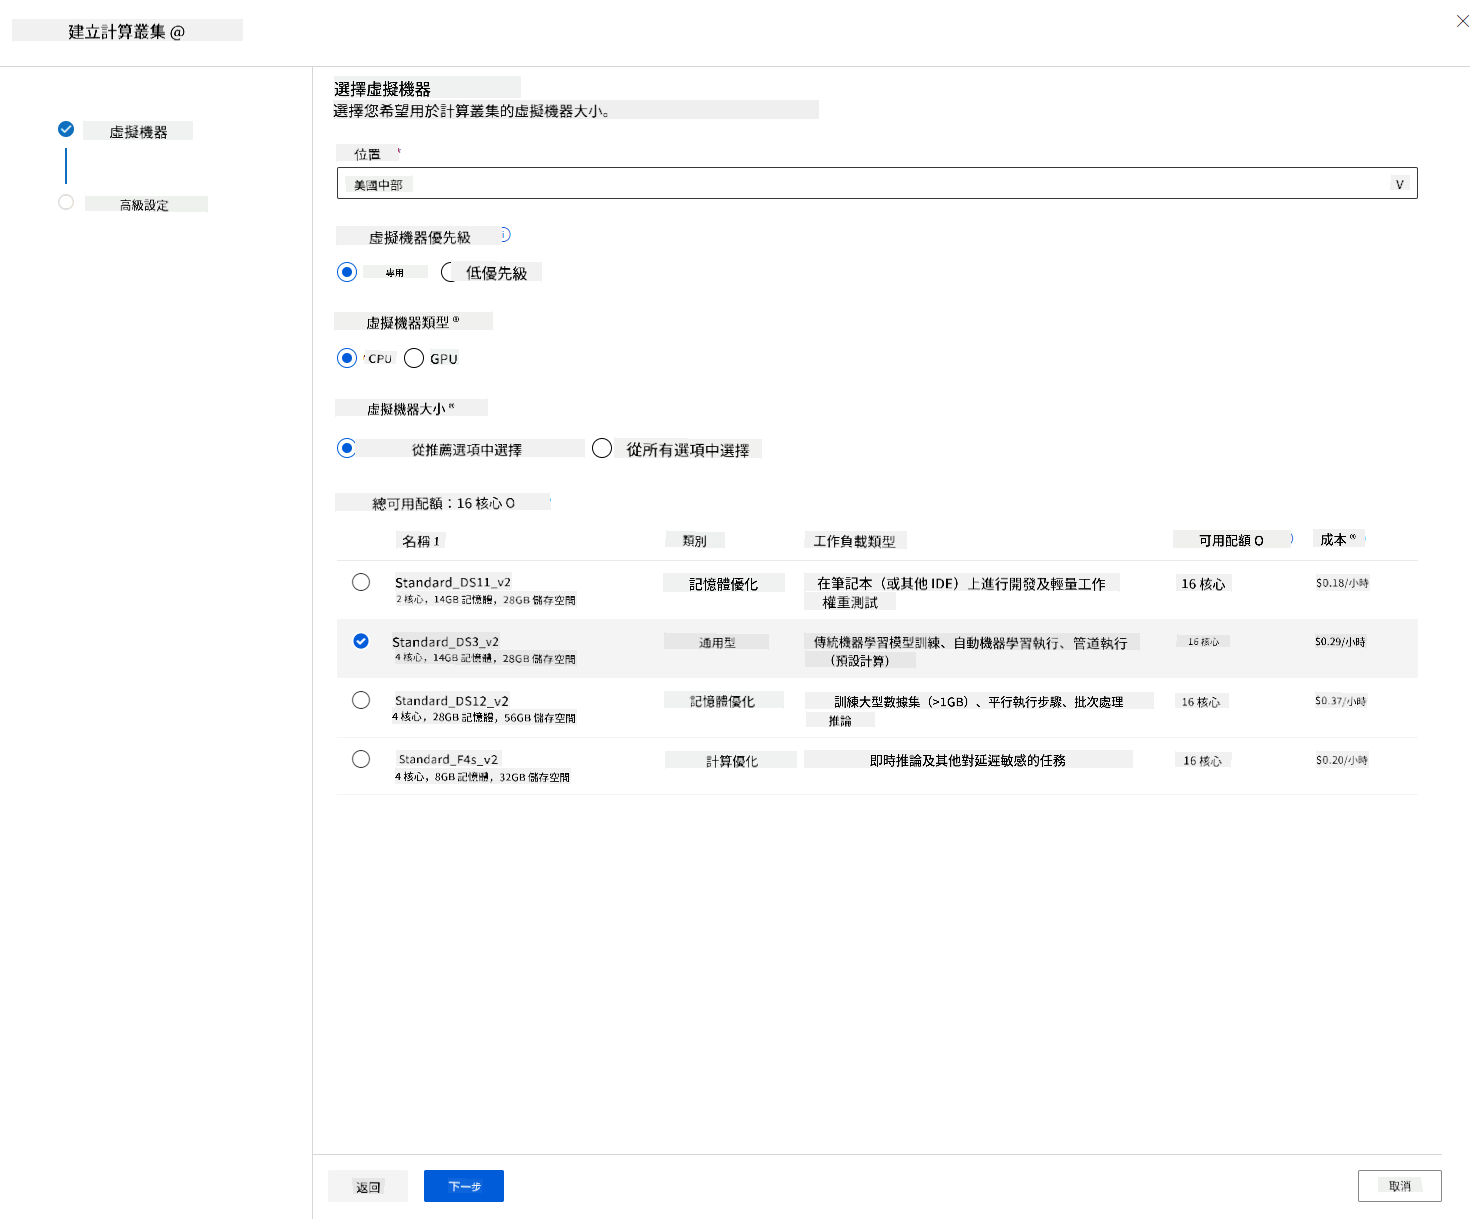 建立計算叢集 @
虛擬機器
高級設定
選擇虛擬機器
選擇您希望用於計算叢集的虛擬機器大小。
位置 *
美國中部
V
虛擬機器優先級 i
專用
低優先級
虛擬機器類型 ®
CPU
GPU
虛擬機器大小 ®
從推薦選項中選擇
從所有選項中選擇
總可用配額：16 核心 O
名稱 1
類別
工作負載類型
可用配額 O
成本 ®
Standard_DS11_v2
2 核心，14GB 記憶體，28GB 儲存空間
記憶體優化
在筆記本（或其他 IDE）上進行開發及輕量工作
權重測試
16 核心
$0.18/小時
Standard_DS3_v2
4 核心，14GB 記憶體，28GB 儲存空間
通用型
傳統機器學習模型訓練、自動機器學習執行、管道執行
（預設計算）
16 核心
$0.29/小時
Standard_DS12_v2
4 核心，28GB 記憶體，56GB 儲存空間
記憶體優化
訓練大型數據集（>1GB）、平行執行步驟、批次處理
推論
16 核心
$0.37/小時
Standard_F4s_v2
4 核心，8GB 記憶體，32GB 儲存空間
計算優化
即時推論及其他對延遲敏感的任務
16 核心
$0.20/小時
返回
下一步
取消